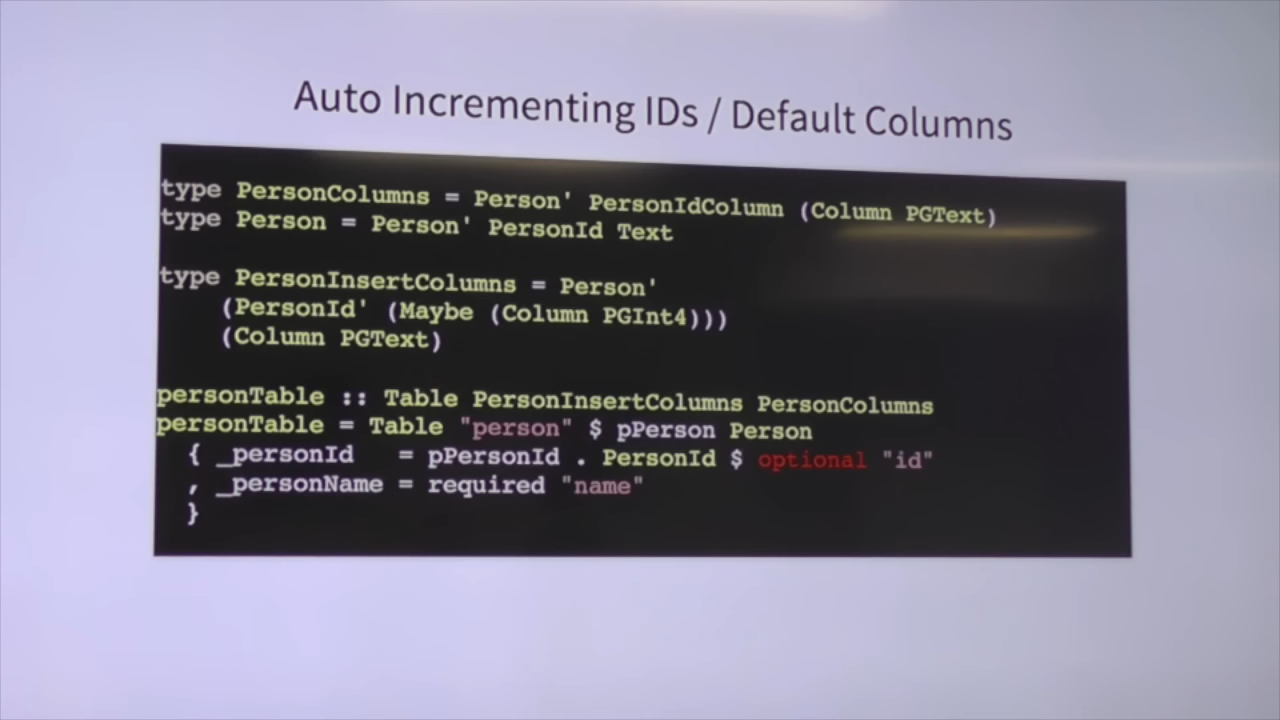 Auto Incrementing IDs / Default Columns
type PersonColumns = Person' PersonIdColumn (Column PGText)
type Person = Person' PersonId Text
type PersonInsertColumns = Person'
    (PersonId' (Maybe (Column PGInt4)))
    (Column PGText)
personTable :: Table PersonInsertColumns PersonColumns
personTable = Table "person" $ pPerson Person
  { _personId   = pPersonId . PersonId $ optional "id"
  , _personName = required "name"
  }